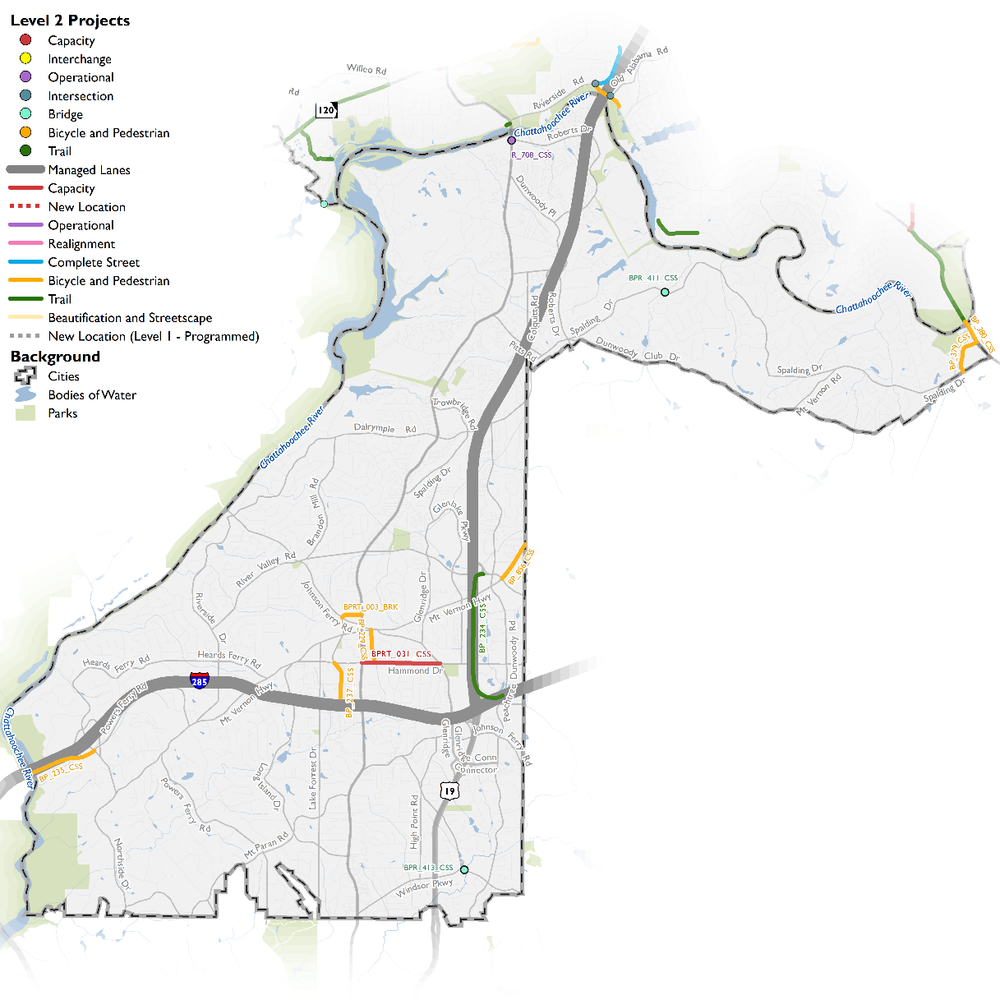 Level 2 Projects
Capacity
Interchange
Operational
Intersection
Bridge
Bicycle and Pedestrian
Trail
Managed Lanes
Capacity
New Location
Operational
Realignment
Complete Street
Bicycle and Pedestrian
Trail
Beautification and Streetscape
New Location (Level 1 - Programmed)
Background
Cities
Bodies of Water
Parks
Willeo Rd
Rd
120
Riverside Rd
Old Alabama Rd
Chattahoochee River
Roberts Dr
R_708_CSS
Dunwoody Pl
BPR_411_CSS
Chattahoochee River
Colquitt Rd
Roberts Dr
Spalding Dr
Pitts Rd
Dunwoody Club Dr
BP_380_CSS
BP_379_CSS
Spalding Dr
Mt Vernon Rd
Spalding Dr
Trowbridge Rd
Chattahoochee River
Dalrymple Rd
Spalding Dr
Brandon Mill Rd
Glenlake Pkwy
River Valley Rd
BP_856_CSS
Johnson Ferry Rd
Glenridge Dr
Riverside Dr
BPRT_003_BRK
Mt Vernon Hwy
BP_234_CSS
BPRT_031_CSS
Heards Ferry Rd
Heards Ferry Rd
Hammond Dr
Peachtree Dunwoody Rd
285
BP_237_CSS
Powers Ferry Rd
Mt Vernon Hwy
Chattahoochee River
Glenridge
Johnson Ferry Rd
BP_235_CSS
Connector
Lake Forrest Dr
Long Island Dr
Powers Ferry Rd
19
High Point Rd
Mt Paran Rd
Northside Dr
BPR_413_CSS
Windsor Pkwy